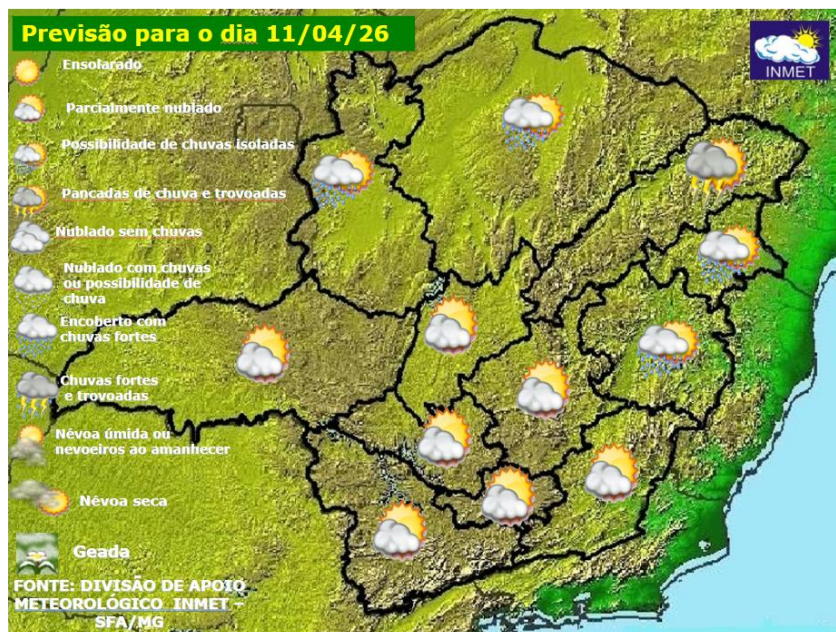 Previsão para o dia 11/04/26
INMET
Ensolarado
Parcialmente nublado
Possibilidade de chuvas isoladas
Pancadas de chuva e trovoadas
Nublado sem chuvas
Nublado com chuvas
ou possibilidade de
chuva
Encoberto com
chuvas fortes
Chuvas fortes
e trovoadas
Névoa úmida ou
nevoeiros ao amanhecer
Névoa seca
Geada
FONTE: DIVISÃO DE APOIO
METEOROLÓGICO INMET –
SFA/MG